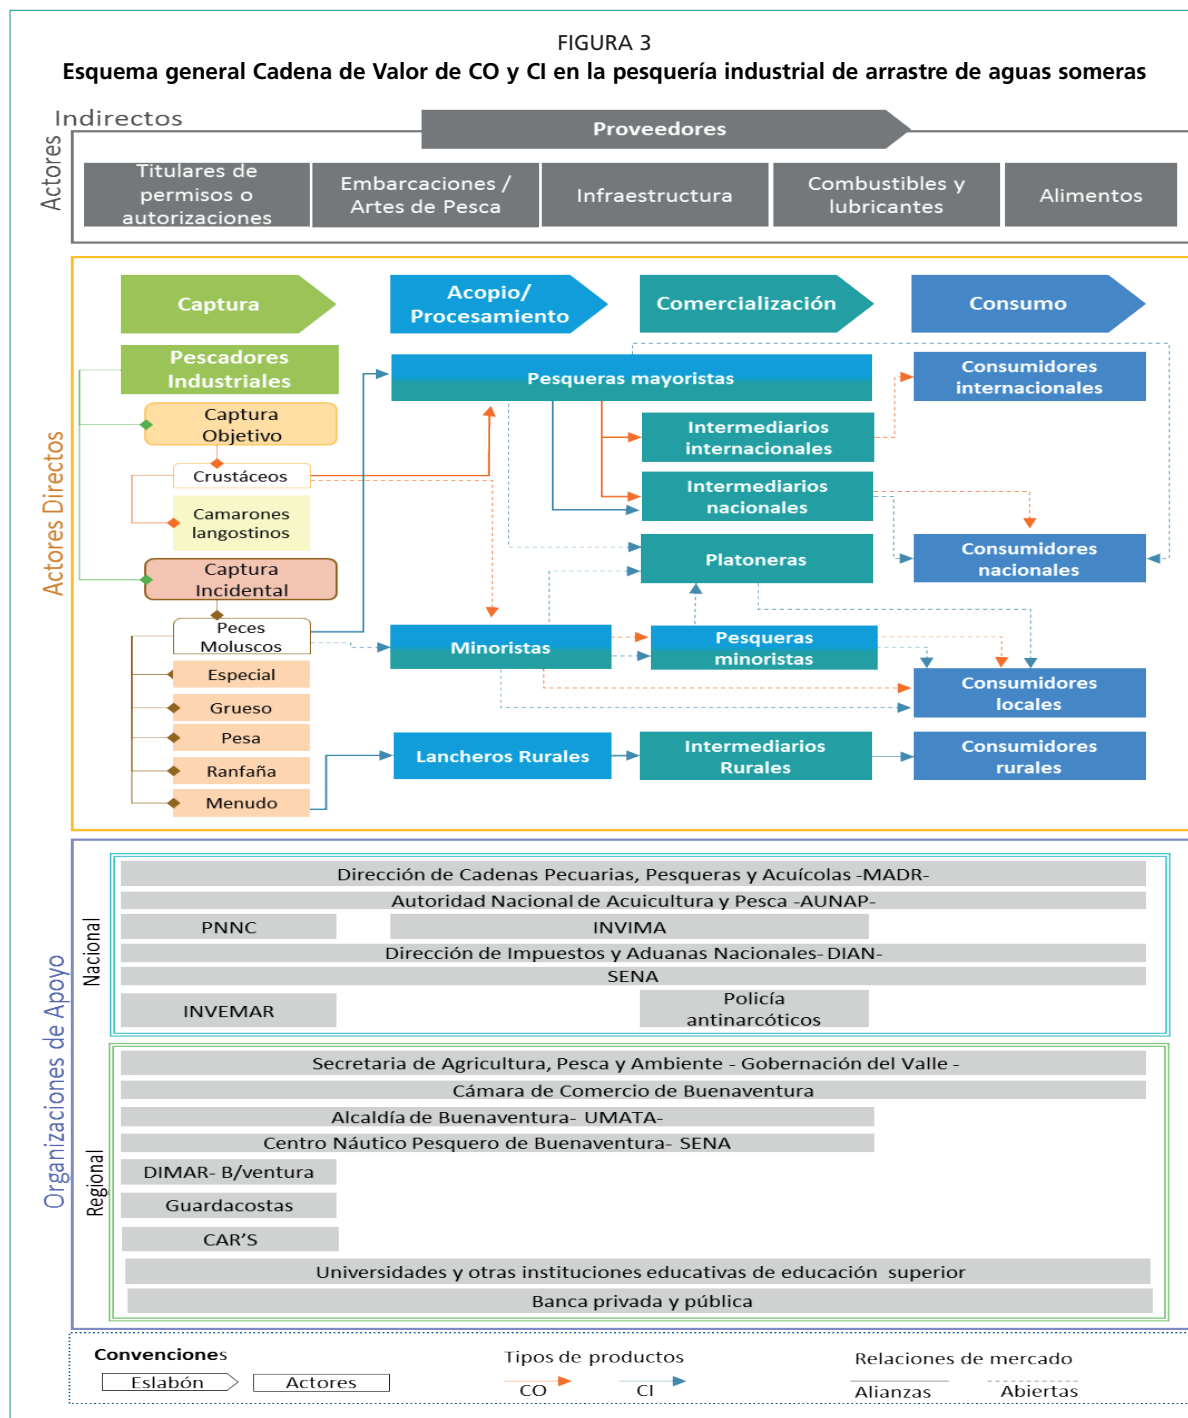 FIGURA 3
Esquema general Cadena de Valor de CO y CI en la pesquería industrial de arrastre de aguas someras
Indirectos
Actores
Proveedores
Titulares de
permisos o
autorizaciones
Embarcaciones /
Artes de Pesca
Infraestructura
Combustibles y
lubricantes
Alimentos
Actores Directos
Captura
Acopio/
Procesamiento
Comercialización
Consumo
Pescadores
Industriales
Captura
Objetivo
Crustáceos
Camarones
langostinos
Captura
Incidental
Peces
Moluscos
Especial
Grueso
Pesa
Ranfaña
Menudo
Pesqueras mayoristas
Minoristas
Lancheros Rurales
Intermediarios
internacionales
Intermediarios
nacionales
Platoneras
Pesqueras
minoristas
Intermediarios
Rurales
Consumidores
internacionales
Consumidores
nacionales
Consumidores
locales
Consumidores
rurales
Organizaciones de Apoyo
Nacional
Dirección de Cadenas Pecuarias, Pesqueras y Acuícolas -MADR-
Autoridad Nacional de Acuicultura y Pesca -AUNAP-
PNNC
INVIMA
Dirección de Impuestos y Aduanas Nacionales- DIAN-
SENA
INVEMAR
Policía
antinarcóticos
Regional
Secretaria de Agricultura, Pesca y Ambiente - Gobernación del Valle -
Cámara de Comercio de Buenaventura
Alcaldía de Buenaventura- UMATA-
Centro Náutico Pesquero de Buenaventura- SENA
DIMAR- B/ventura
Guardacostas
CAR'S
Universidades y otras instituciones educativas de educación superior
Banca privada y pública
Convenciones
Eslabón
Actores
Tipos de productos
CO
CI
Relaciones de mercado
Alianzas
Abiertas